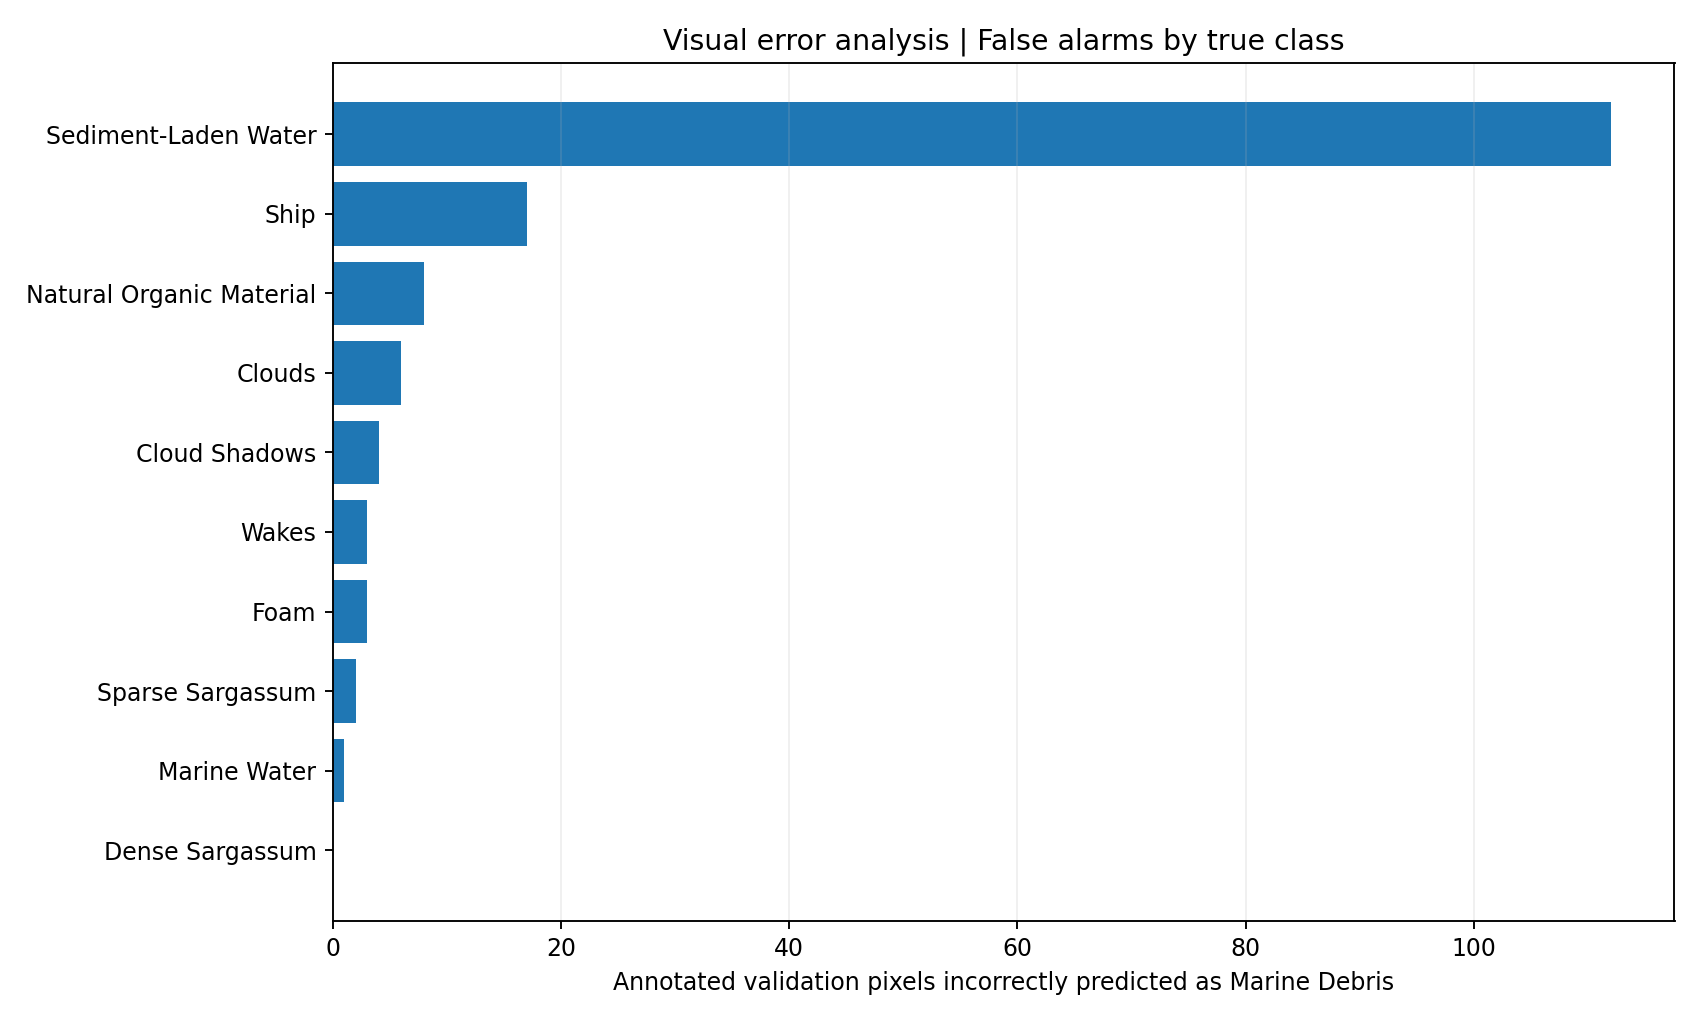 Visual error analysis | False alarms by true class
Sediment-Laden Water
Ship
Natural Organic Material
Clouds
Cloud Shadows
Wakes
Foam
Sparse Sargassum
Marine Water
Dense Sargassum
0 20 40 60 80 100
Annotated validation pixels incorrectly predicted as Marine Debris